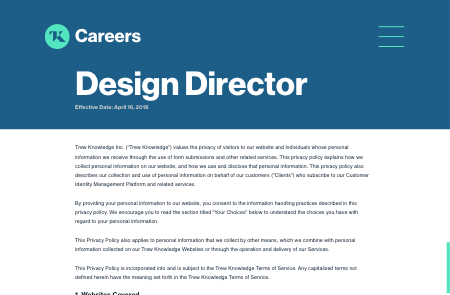 Careers
Design Director
Effective Date: April 16, 2018
Trew Knowledge Inc. ("Trew Knowledge") values the privacy of visitors to our website and individuals whose personal
information we receive through the use of form submissions and other related services. This privacy policy explains how we
collect personal information on our website, and how we use and disclose that personal information. This privacy policy also
describes our collection and use of personal information on behalf of our customers ("Clients") who subscribe to our Customer
Identity Management Platform and related services.
By providing your personal information to our website, you consent to the information handling practices described in this
privacy policy. We encourage you to read the section titled "Your Choices" below to understand the choices you have with
regard to your personal information.
This Privacy Policy also applies to personal information that we collect by other means, which we combine with personal
information collected on our Trew Knowledge Websites or through the operation and delivery of our Services.
This Privacy Policy is incorporated into and is subject to the Trew Knowledge Terms of Service. Any capitalized terms not
defined herein have the meaning set forth in the Trew Knowledge Terms of Service.
1. Websites Covered